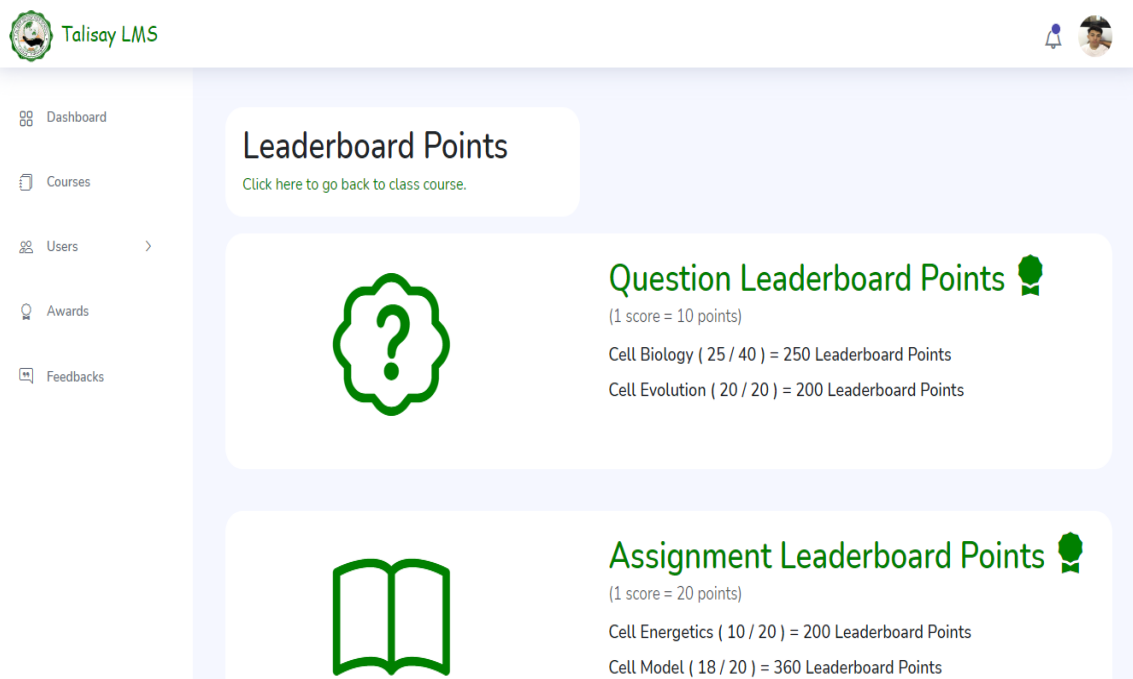 Talisay LMS
Dashboard
Courses
Users
Awards
Feedbacks
Leaderboard Points
Click here to go back to class course.
?
Question Leaderboard Points
(1 score = 10 points)
Cell Biology ( 25 / 40 ) = 250 Leaderboard Points
Cell Evolution ( 20 / 20 ) = 200 Leaderboard Points
Assignment Leaderboard Points
(1 score = 20 points)
Cell Energetics ( 10 / 20 ) = 200 Leaderboard Points
Cell Model ( 18 / 20 ) = 360 Leaderboard Points